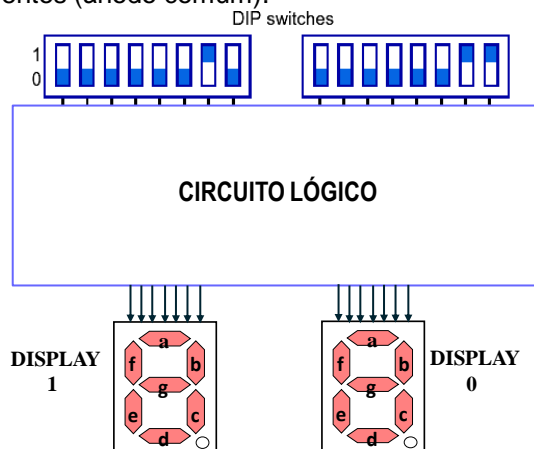 entes (ânodo comum).
DIP switches
1
0
CIRCUITO LÓGICO
DISPLAY
1
a
f
b
g
e
c
d
a
f
b
g
e
c
d
DISPLAY
0